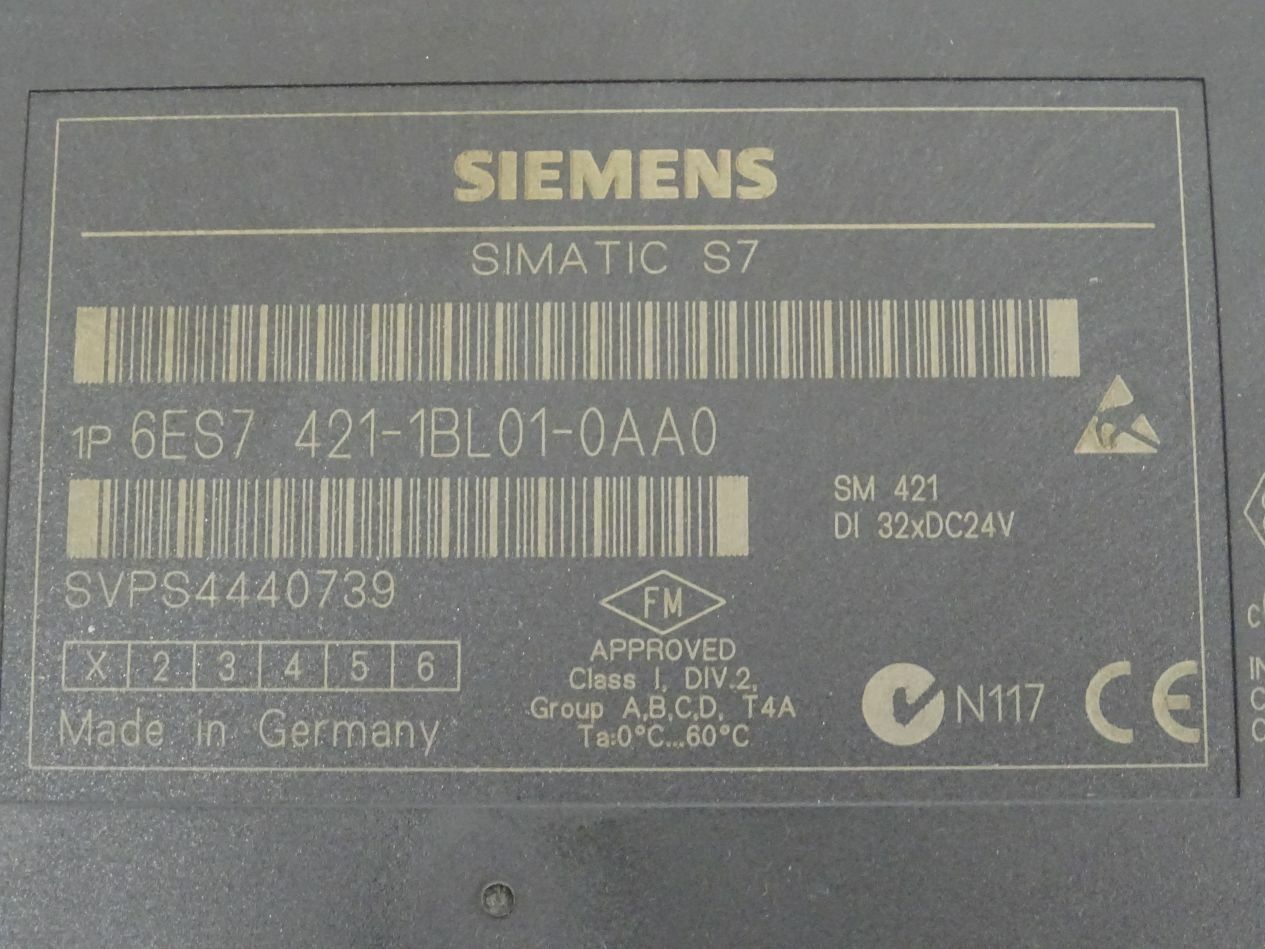 SIEMENS
SIMATIC S7
1P 6ES7 421-1BL01-0AA0
SM 421
DI 32xDC24V
SVPS4440739
X 2 3 4 5 6
Made in Germany
FM
APPROVED
Class I, DIV.2,
Group A,B,C,D, T4A
Ta:0°C...60°C
N117
CE